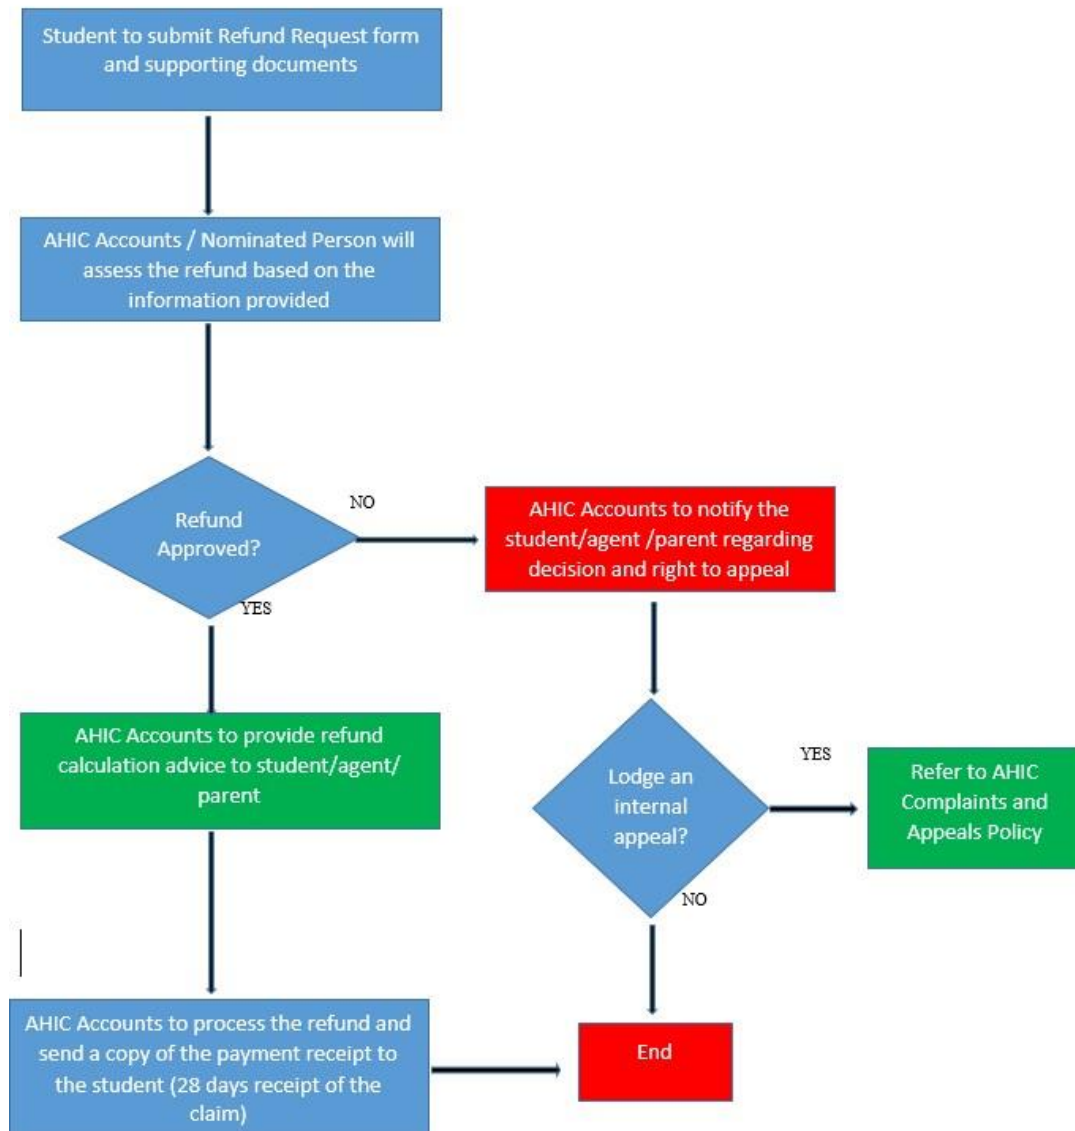 Student to submit Refund Request form
and supporting documents
AHIC Accounts / Nominated Person will
assess the refund based on the
information provided
Refund
Approved?
NO
YES
AHIC Accounts to notify the
student/agent /parent regarding
decision and right to appeal
AHIC Accounts to provide refund
calculation advice to student/agent/
parent
Lodge an
internal
appeal?
YES
NO
Refer to AHIC
Complaints and
Appeals Policy
AHIC Accounts to process the refund and
send a copy of the payment receipt to
the student (28 days receipt of the
claim)
End